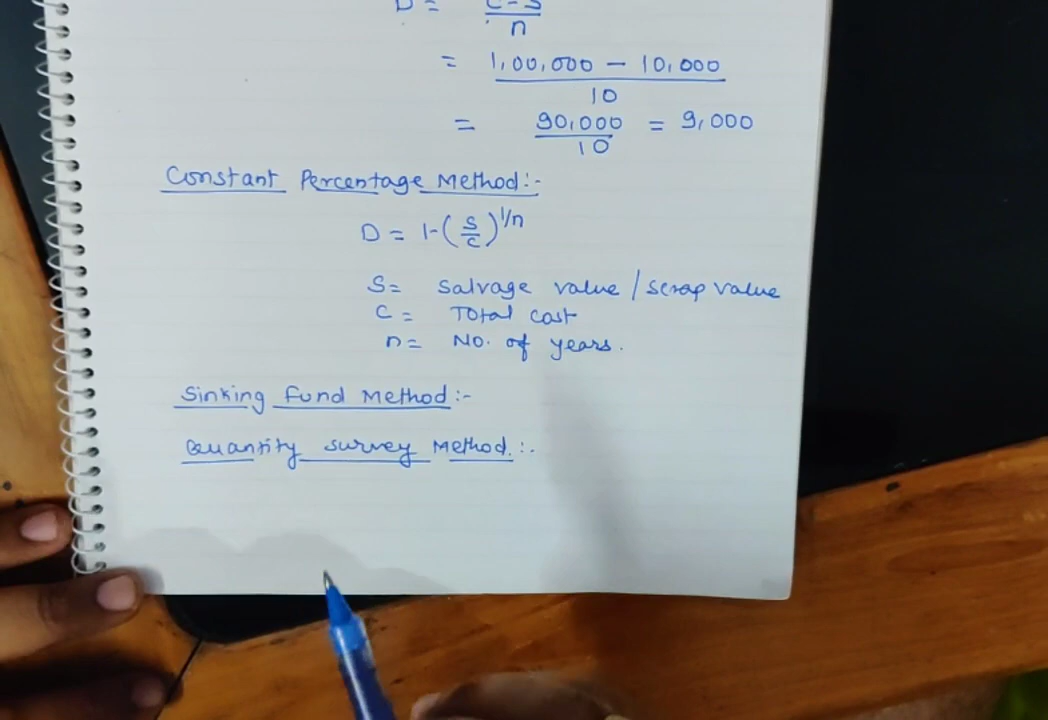 D = C-S
n
= 1,00,000 - 10,000
10
= 90,000 = 9,000
10
Constant Percentage Method:-
D = 1-(S/C)^1/n
S= Salvage value / scrap value
C = Total cost
n= No. of years.
Sinking fund Method:-
Quantity survey Method.:-